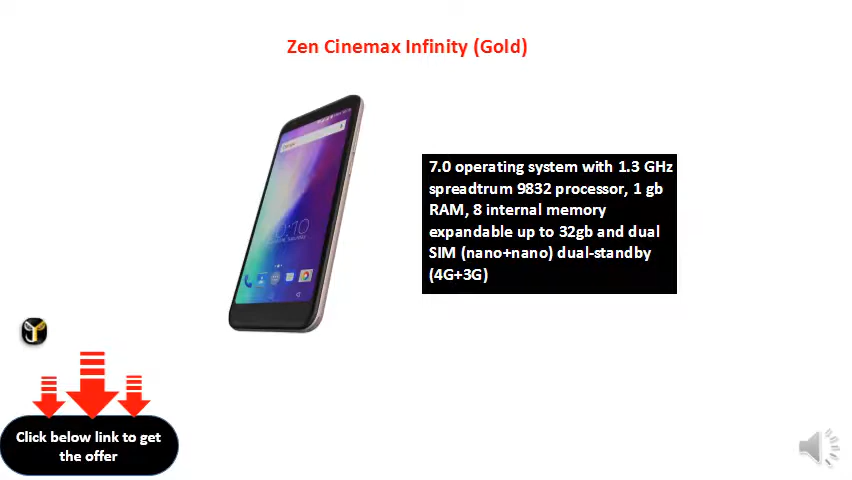 Zen Cinemax Infinity (Gold)
7.0 operating system with 1.3 GHz
spreadtrum 9832 processor, 1 gb
RAM, 8 internal memory
expandable up to 32gb and dual
SIM (nano+nano) dual-standby
(4G+3G)
Click below link to get
the offer